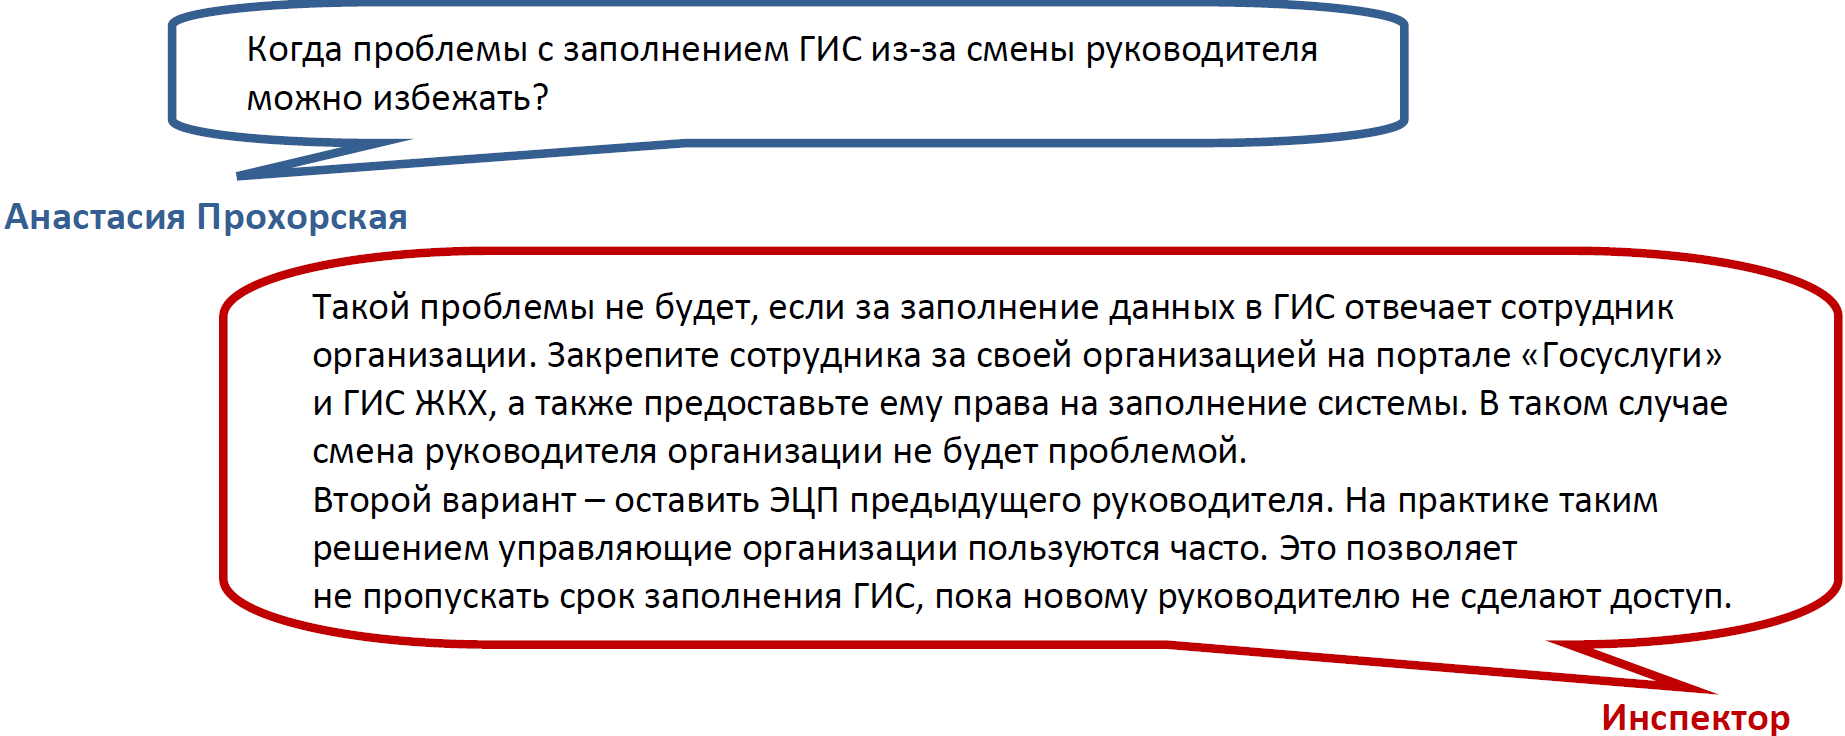 Когда проблемы с заполнением ГИС из-за смены руководителя
можно избежать?
Анастасия Прохорская
Такой проблемы не будет, если за заполнение данных в ГИС отвечает сотрудник
организации. Закрепите сотрудника за своей организацией на портале «Госуслуги»
и ГИС ЖКХ, а также предоставьте ему права на заполнение системы. В таком случае
смена руководителя организации не будет проблемой.
Второй вариант – оставить ЭЦП предыдущего руководителя. На практике таким
решением управляющие организации пользуются часто. Это позволяет
не пропускать срок заполнения ГИС, пока новому руководителю не сделают доступ.
Инспектор